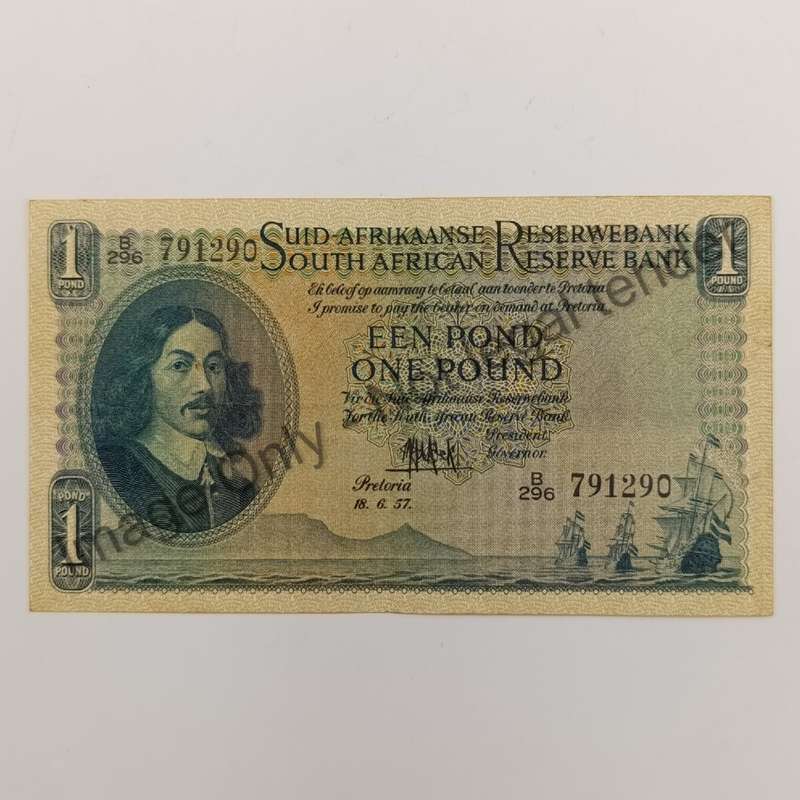 1
POND
B/296 791290
SUID-AFRIKAANSE RESERWEBANK
SOUTH AFRICAN RESERVE BANK
1
POUND
Ek beloof op aanvraag te betaal aan toonder te Pretoria
I promise to pay the bearer on demand at Pretoria
EEN POND
ONE POUND
Vir die Suid-Afrikaanse Reservebank
For the South African Reserve Bank
President.
Governor.
Pretoria
18. 6. 57.
B/296 791290
POND
1
POUND
Image Only